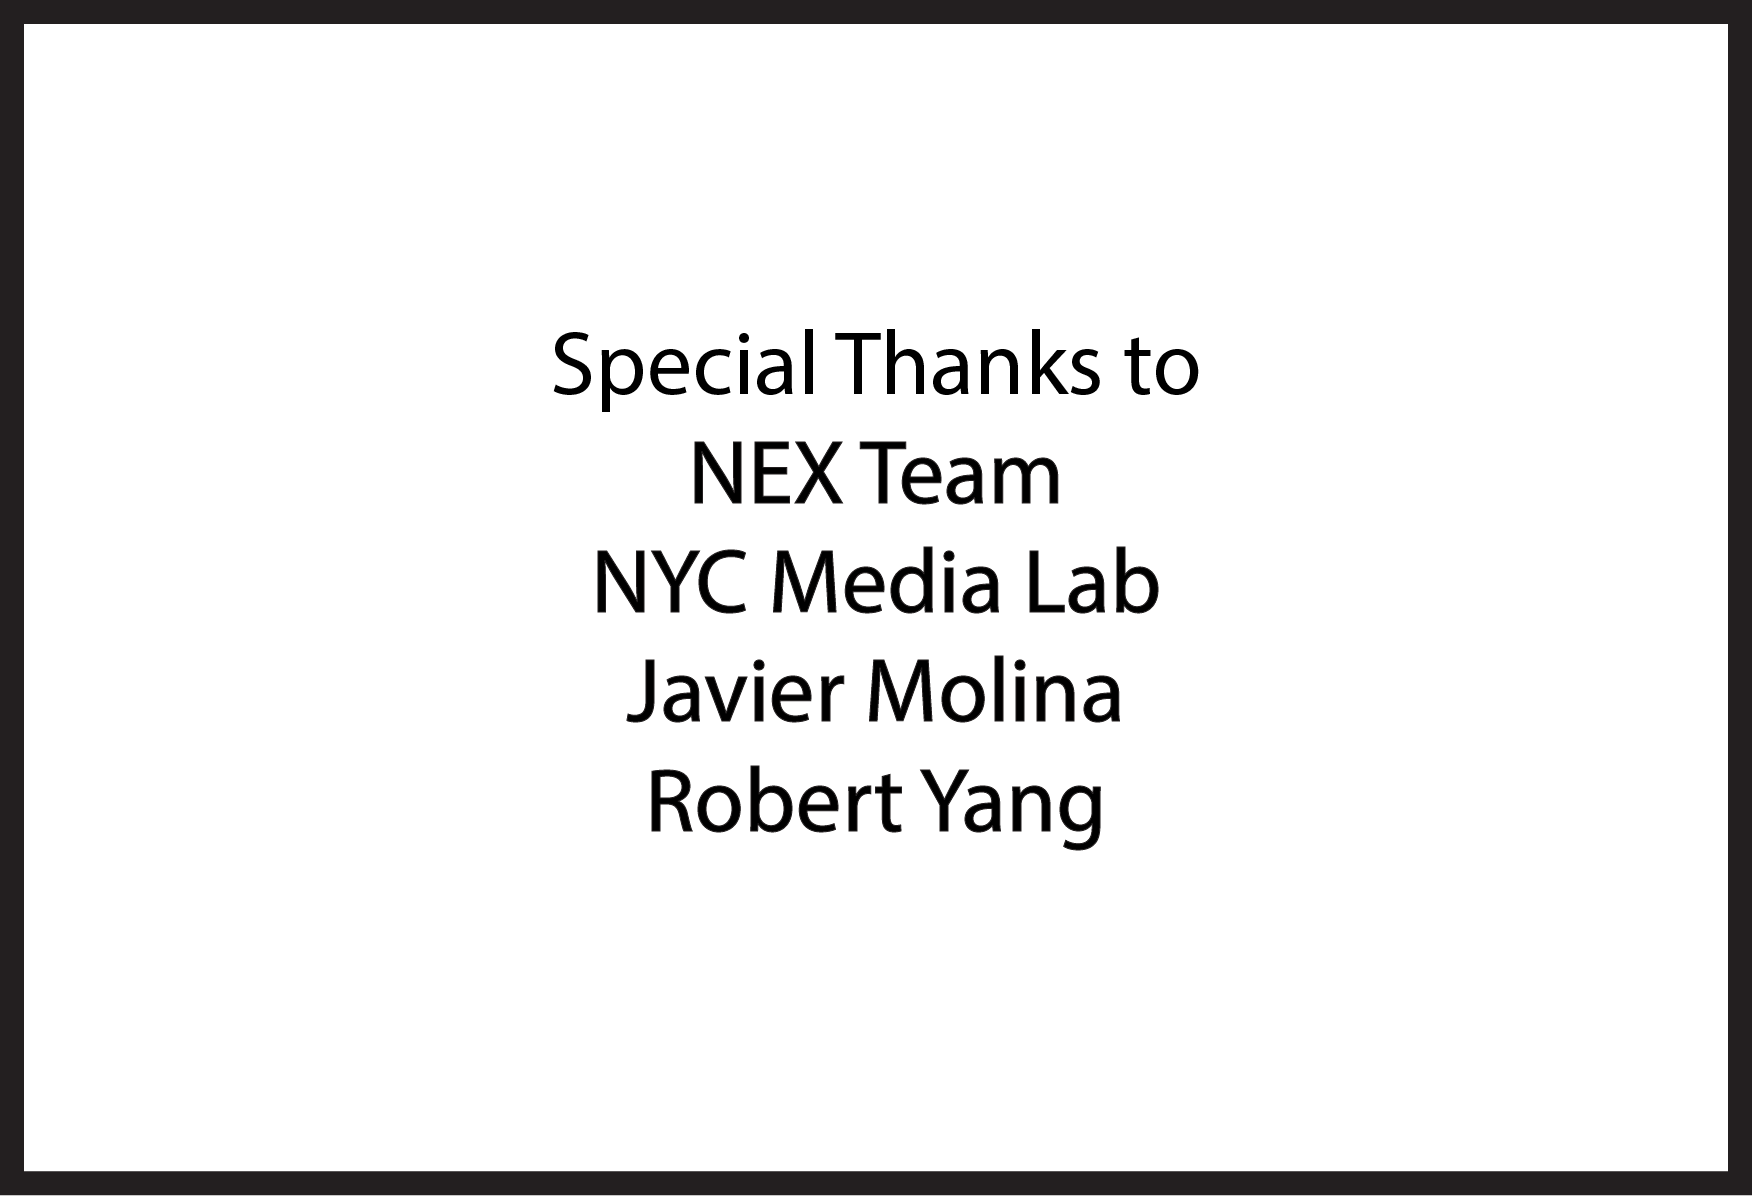 Special Thanks to
NEX Team
NYC Media Lab
Javier Molina
Robert Yang